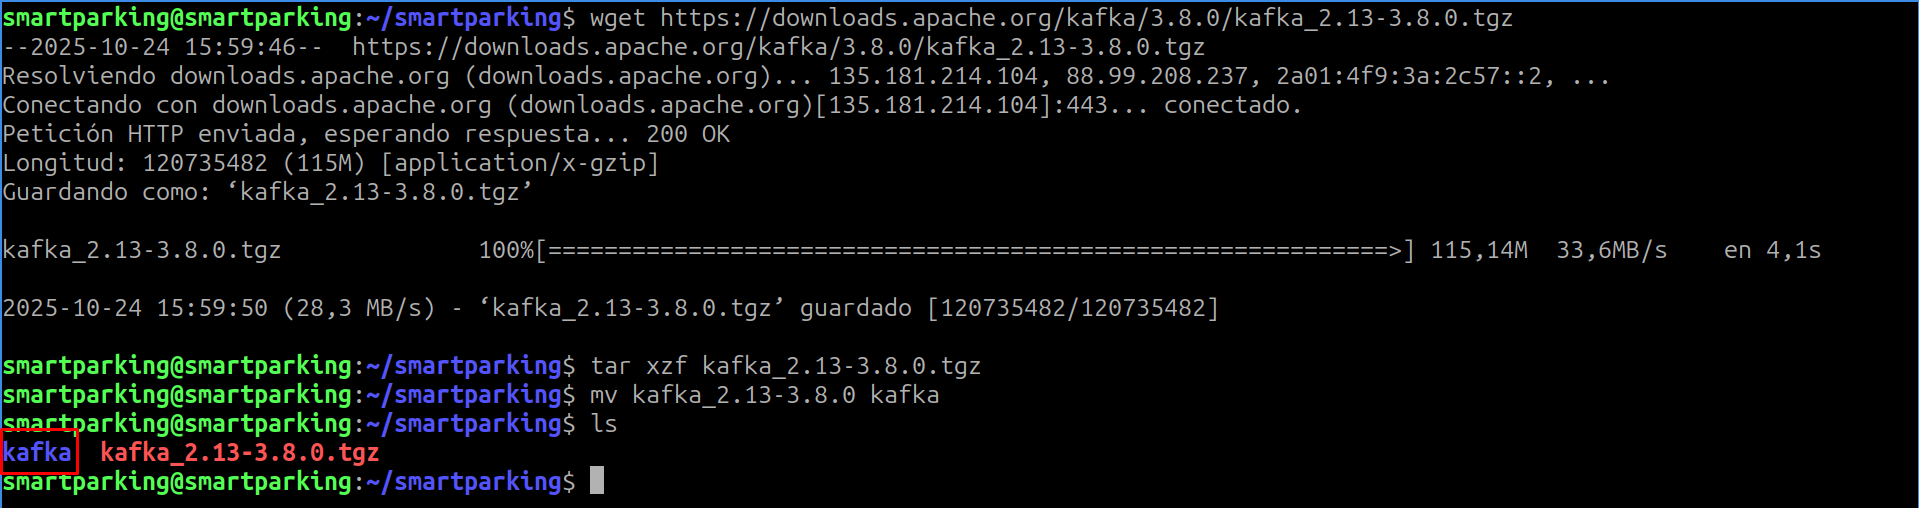 smartparking@smartparking:~/smartparking$ wget https://downloads.apache.org/kafka/3.8.0/kafka_2.13-3.8.0.tgz
--2025-10-24 15:59:46--  https://downloads.apache.org/kafka/3.8.0/kafka_2.13-3.8.0.tgz
Resolviendo downloads.apache.org (downloads.apache.org)... 135.181.214.104, 88.99.208.237, 2a01:4f9:3a:2c57::2, ...
Conectando con downloads.apache.org (downloads.apache.org)[135.181.214.104]:443... conectado.
Petición HTTP enviada, esperando respuesta... 200 OK
Longitud: 120735482 (115M) [application/x-gzip]
Guardando como: ‘kafka_2.13-3.8.0.tgz’
kafka_2.13-3.8.0.tgz              100%[============================================================>] 115,14M  33,6MB/s    en 4,1s
2025-10-24 15:59:50 (28,3 MB/s) - ‘kafka_2.13-3.8.0.tgz’ guardado [120735482/120735482]
smartparking@smartparking:~/smartparking$ tar xzf kafka_2.13-3.8.0.tgz
smartparking@smartparking:~/smartparking$ mv kafka_2.13-3.8.0 kafka
smartparking@smartparking:~/smartparking$ ls
kafka  kafka_2.13-3.8.0.tgz
smartparking@smartparking:~/smartparking$